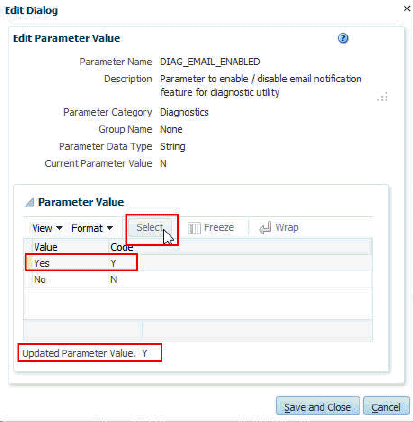 Edit Dialog
Edit Parameter Value
Parameter Name DIAG_EMAIL_ENABLED
Description Parameter to enable / disable email notification
feature for diagnostic utility
Parameter Category Diagnostics
Group Name None
Parameter Data Type String
Current Parameter Value N
Parameter Value
View Format Select Freeze Wrap
Value Code
Yes Y
No N
Updated Parameter Value. Y
Save and Close Cancel